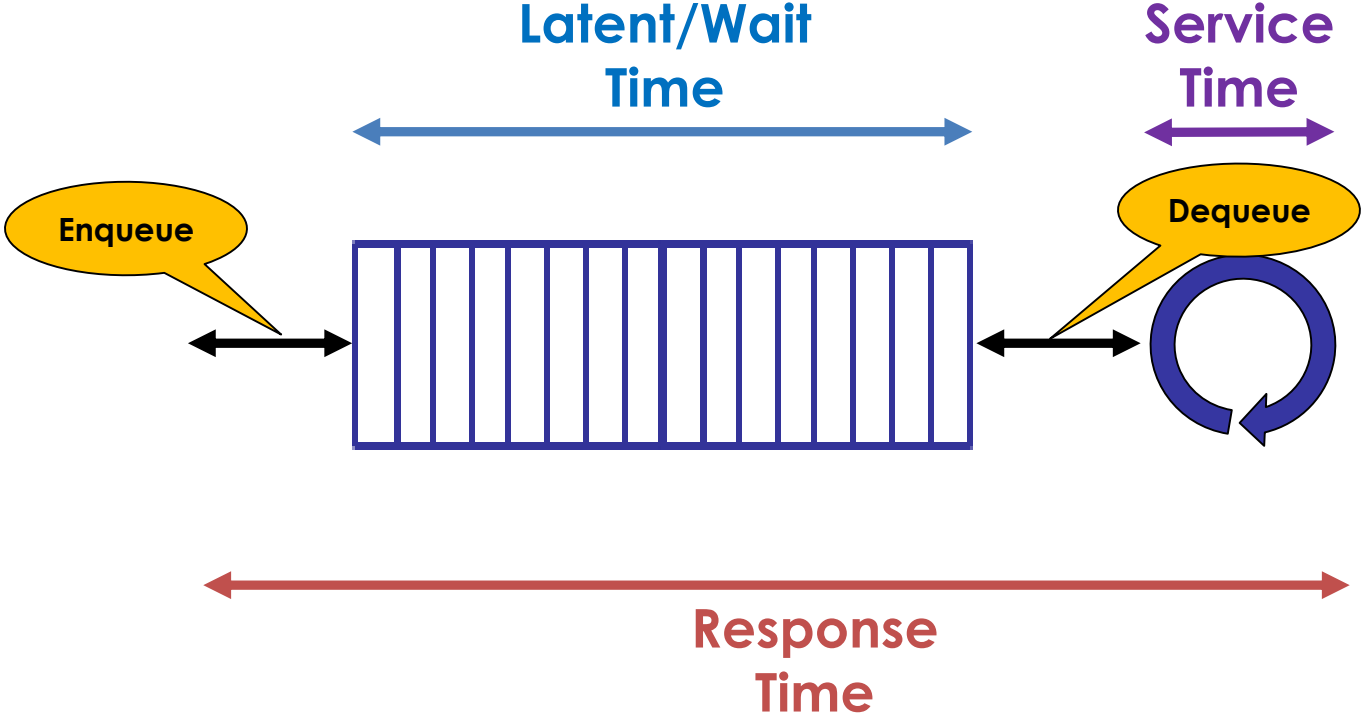 Latent/Wait
Time
Service
Time
Enqueue
Dequeue
Response
Time